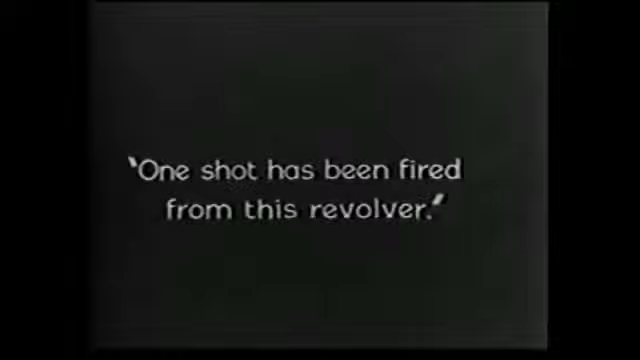 "One shot has been fired
from this revolver."